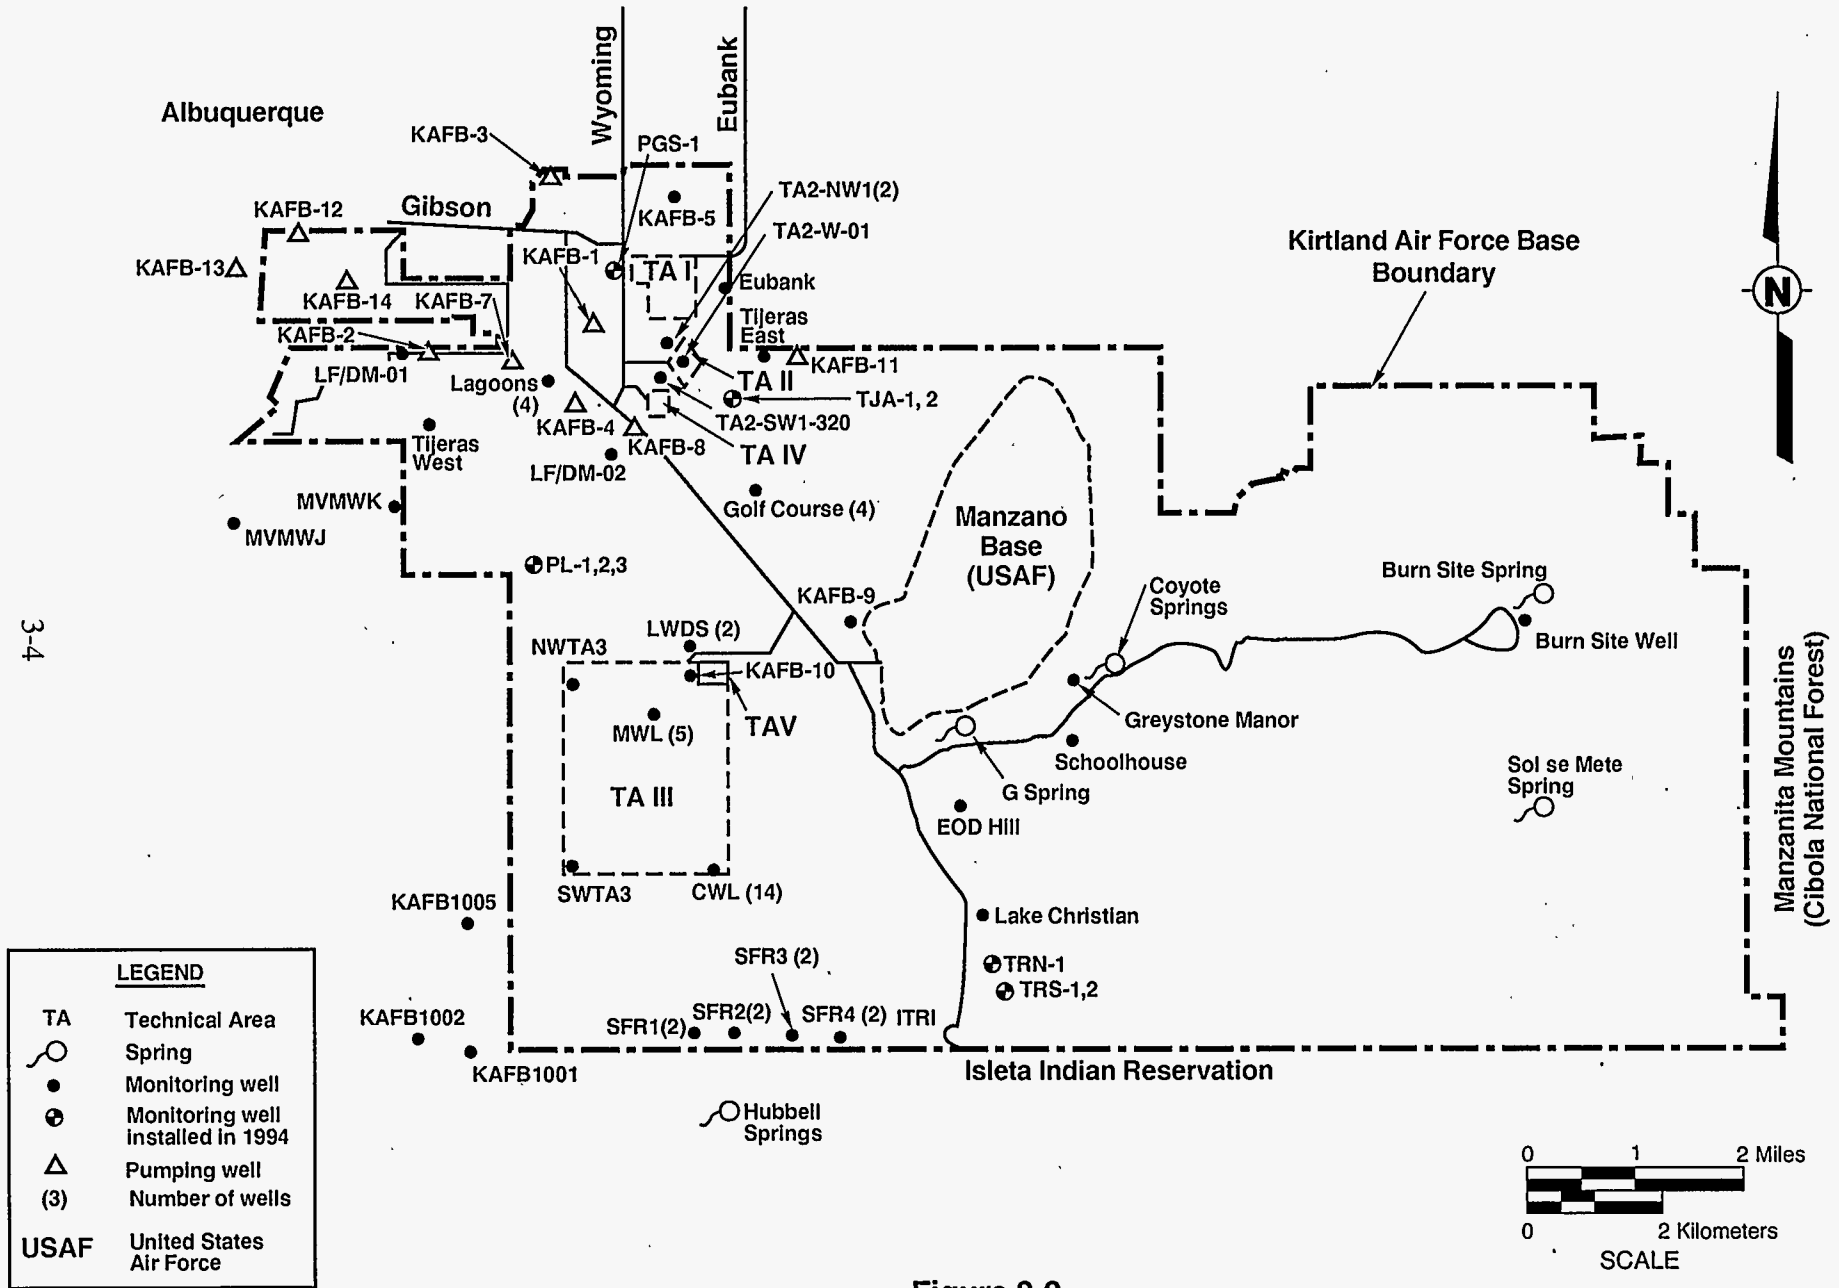 Wyoming
Eubank
Albuquerque
KAFB-3
PGS-1
TA2-NW1(2)
KAFB-12
Gibson
KAFB-5
TA2-W-01
KAFB-13
KAFB-1
TA I
Kirtland Air Force Base
Boundary
N
KAFB-14
KAFB-7
Eubank
KAFB-2
Tijeras
East
KAFB-11
LF/DM-01
Lagoons
(4)
TA II
TJA-1, 2
KAFB-4
TA2-SW1-320
KAFB-8
TA IV
Tijeras
West
LF/DM-02
MVMWK
Golf Course (4)
MVMWJ
Manzano
Base
(USAF)
PL-1,2,3
KAFB-9
Coyote
Springs
Burn Site Spring
3-4
LWDS (2)
NWTA3
Burn Site Well
KAFB-10
Greystone Manor
MWL (5)
TAV
Schoolhouse
Sol se Mete
Spring
G Spring
TA III
EOD Hill
Manzanita Mountains
(Cibola National Forest)
SWTA3
CWL (14)
KAFB1005
Lake Christian
SFR3 (2)
TRN-1
TRS-1,2
KAFB1002
SFR1(2)
SFR2(2)
SFR4 (2)
ITRI
KAFB1001
Isleta Indian Reservation
Hubbell
Springs
LEGEND
TA Technical Area
Spring
Monitoring well
Monitoring well
installed in 1994
Pumping well
(3) Number of wells
USAF United States
Air Force
0 1 2 Miles
0 2 Kilometers
SCALE